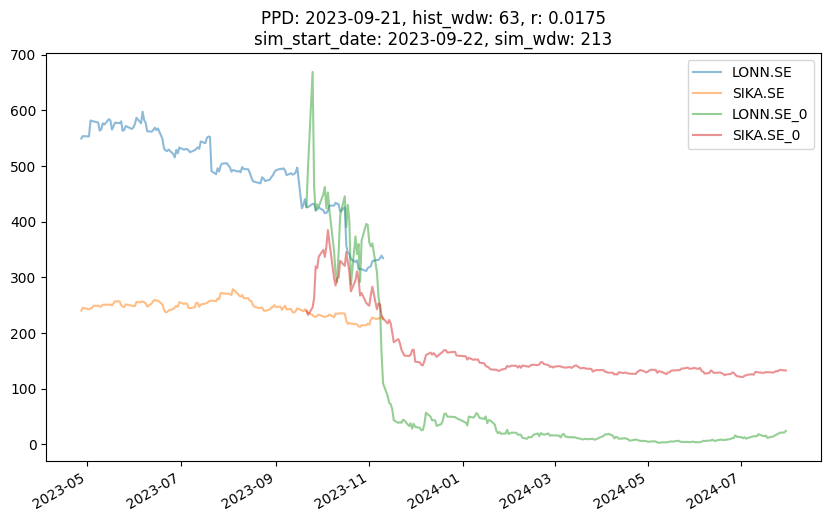 PPD: 2023-09-21, hist_wdw: 63, r: 0.0175
sim_start_date: 2023-09-22, sim_wdw: 213
LONN.SE
SIKA.SE
LONN.SE_0
SIKA.SE_0
700
600
500
400
300
200
100
0
2023-05
2023-07
2023-09
2023-11
2024-01
2024-03
2024-05
2024-07